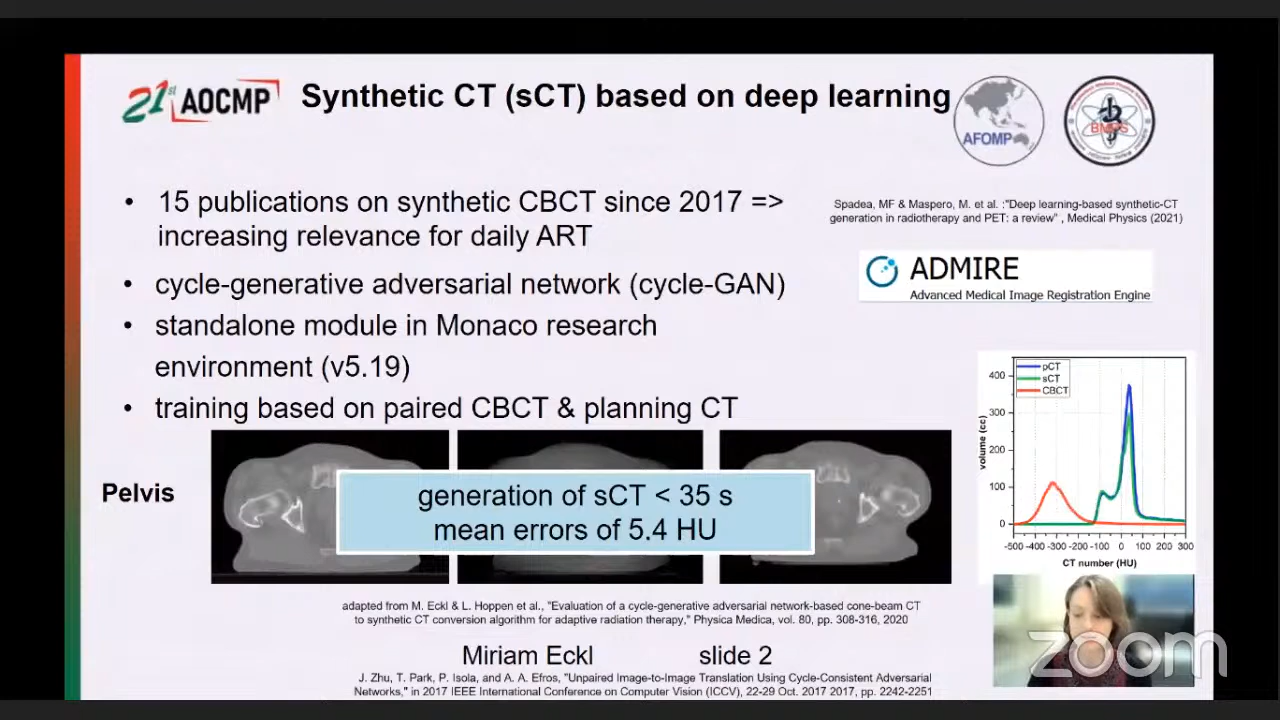 21st AOCMP
Synthetic CT (sCT) based on deep learning
AFOMP
BMPS
• 15 publications on synthetic CBCT since 2017 =>
increasing relevance for daily ART
• cycle-generative adversarial network (cycle-GAN)
• standalone module in Monaco research
environment (v5.19)
• training based on paired CBCT & planning CT
Spadea, MF & Maspero, M. et al. :"Deep learning-based synthetic-CT
generation in radiotherapy and PET: a review" , Medical Physics (2021)
ADMIRE
Advanced Medical Image Registration Engine
pCT
sCT
CBCT
400
300
200
100
0
volume (cc)
-500 -400 -300 -200 -100 0 100 200 300
CT number (HU)
Pelvis
generation of sCT < 35 s
mean errors of 5.4 HU
adapted from M. Eckl & L. Hoppen et al., "Evaluation of a cycle-generative adversarial network-based cone-beam CT
to synthetic CT conversion algorithm for adaptive radiation therapy," Physica Medica, vol. 80, pp. 308-316, 2020
Miriam Eckl slide 2
J. Zhu, T. Park, P. Isola, and A. A. Efros, "Unpaired Image-to-Image Translation Using Cycle-Consistent Adversarial
Networks," in 2017 IEEE International Conference on Computer Vision (ICCV), 22-29 Oct. 2017 2017, pp. 2242-2251
zoom